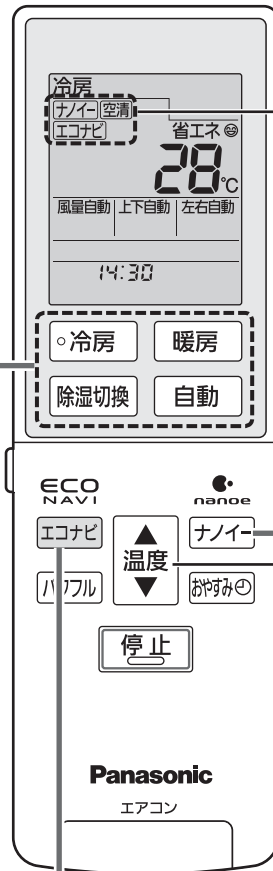 冷房
ナノイー 空清
エコナビ 省エネ
28℃
風量自動 上下自動 左右自動
14:30
冷房 暖房
除湿切換 自動
ECO NAVI nanoe
エコナビ ▲ 温度 ▼ ナノイー
パワフル おやすみ
停止
Panasonic
エアコン